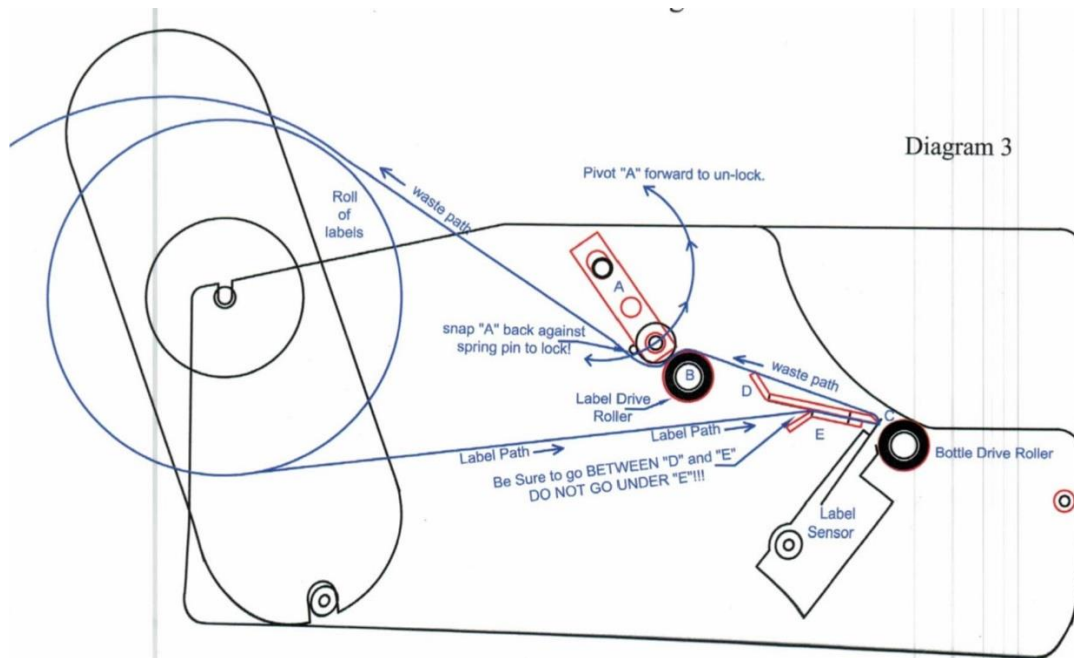 Diagram 3
Pivot "A" forward to un-lock.
waste path
Roll
of
labels
A
snap "A" back against
spring pin to lock!
B
waste path
D
C
Label Drive
Roller
E
Label Path
Label Path
Bottle Drive Roller
Be Sure to go BETWEEN "D" and "E"
DO NOT GO UNDER "E"!!!
Label
Sensor